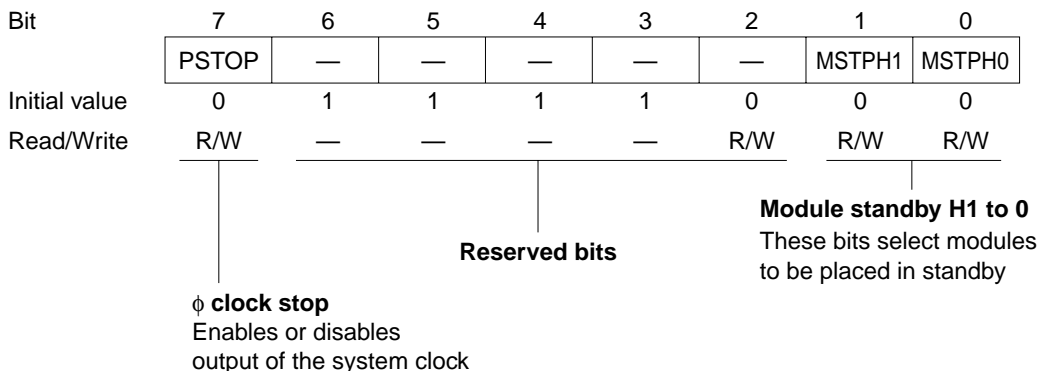 Bit 7 6 5 4 3 2 1 0
PSTOP — — — — — MSTPH1 MSTPH0
Initial value 0 1 1 1 1 0 0 0
Read/Write R/W — — — — R/W R/W R/W
Module standby H1 to 0
These bits select modules
to be placed in standby
Reserved bits
ϕ clock stop
Enables or disables
output of the system clock